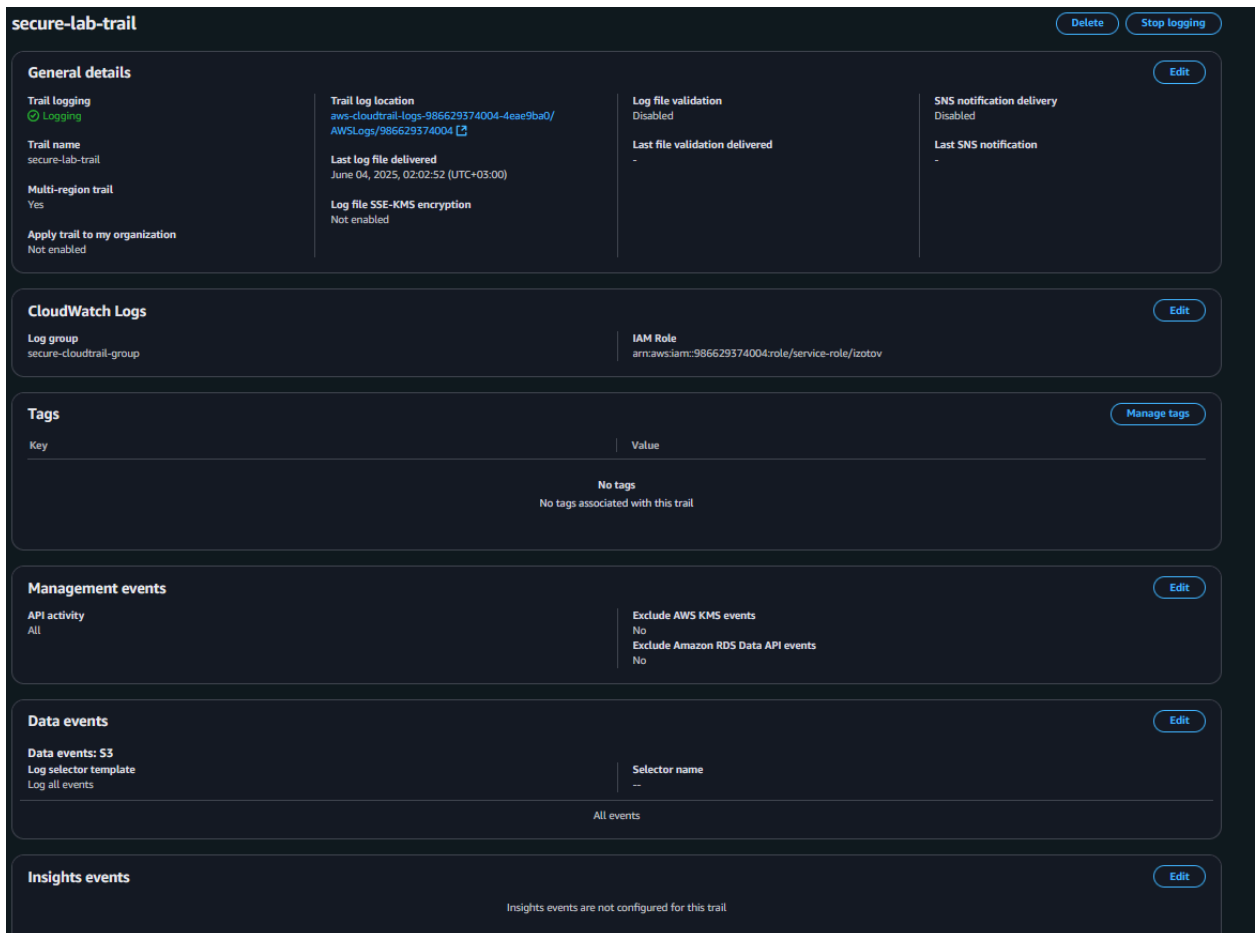 secure-lab-trail
Delete
Stop logging
General details
Edit
Trail logging
Logging
Trail name
secure-lab-trail
Multi-region trail
Yes
Apply trail to my organization
Not enabled
Trail log location
aws-cloudtrail-logs-986629374004-4eae9ba0/
AWSLogs/986629374004
Last log file delivered
June 04, 2025, 02:02:52 (UTC+03:00)
Log file SSE-KMS encryption
Not enabled
Log file validation
Disabled
Last file validation delivered
-
SNS notification delivery
Disabled
Last SNS notification
-
CloudWatch Logs
Edit
Log group
secure-cloudtrail-group
IAM Role
arn:aws:iam::986629374004:role/service-role/izotov
Tags
Manage tags
Key
Value
No tags
No tags associated with this trail
Management events
Edit
API activity
All
Exclude AWS KMS events
No
Exclude Amazon RDS Data API events
No
Data events
Edit
Data events: S3
Log selector template
Log all events
Selector name
--
All events
Insights events
Edit
Insights events are not configured for this trail